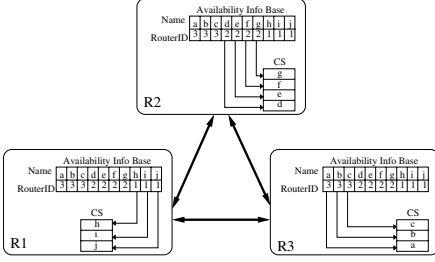 Availability Info Base
Name a b c d e f g h i j
RouterID 3 3 3 2 2 2 2 1 1 1
CS
g
f
e
d
R2
Availability Info Base
Name a b c d e f g h i j
RouterID 3 3 3 2 2 2 2 1 1 1
CS
h
i
j
R1
Availability Info Base
Name a b c d e f g h i j
RouterID 3 3 3 2 2 2 2 1 1 1
CS
c
b
a
R3